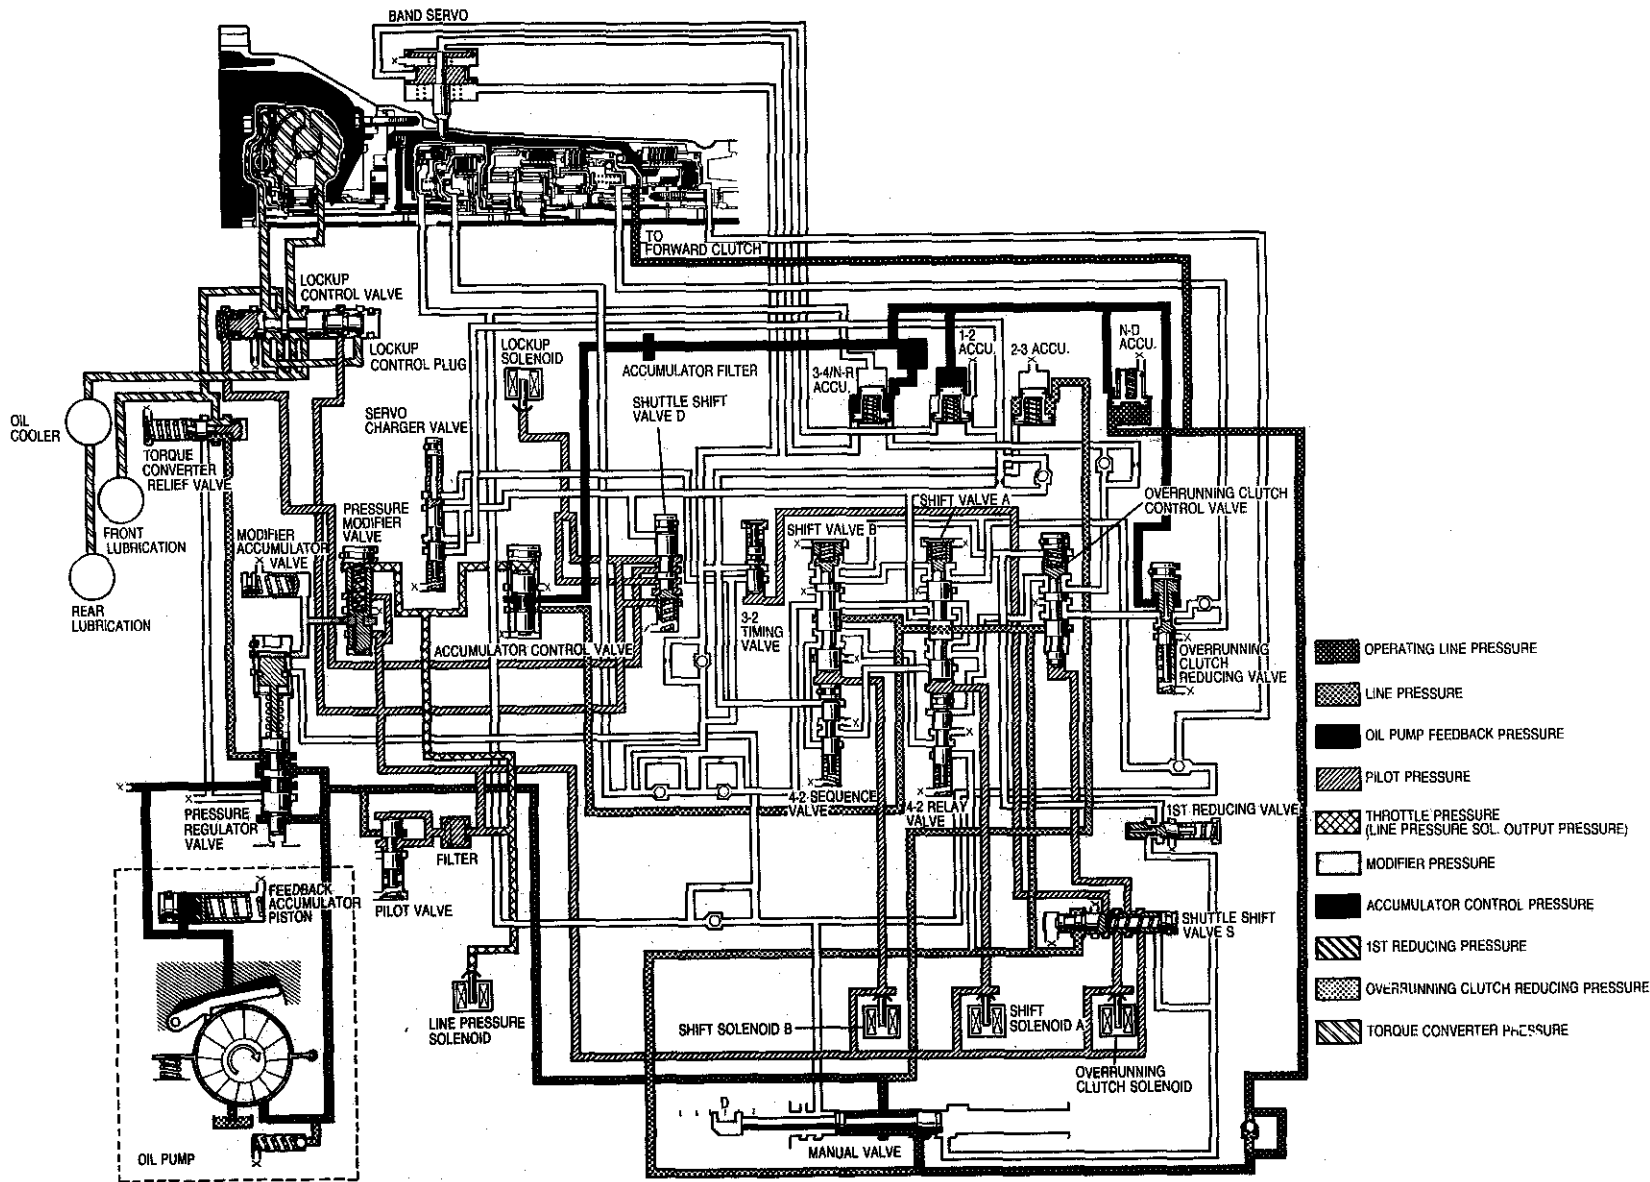 BAND SERVO
TO
FORWARD CLUTCH
LOCKUP
CONTROL VALVE
LOCKUP
CONTROL PLUG
LOCKUP
SOLENOID
ACCUMULATOR FILTER
3-4/N-R
ACCU.
1-2
ACCU.
2-3 ACCU.
N-D
ACCU.
OIL
COOLER
TORQUE
CONVERTER
RELIEF VALVE
SERVO
CHARGER VALVE
SHUTTLE SHIFT
VALVE D
FRONT
LUBRICATION
PRESSURE
MODIFIER
VALVE
MODIFIER
ACCUMULATOR
VALVE
SHIFT VALVE B
SHIFT VALVE A
OVERRUNNING CLUTCH
CONTROL VALVE
REAR
LUBRICATION
ACCUMULATOR CONTROL VALVE
3-2
TIMING
VALVE
OVERRUNNING
CLUTCH
REDUCING VALVE
PRESSURE
REGULATOR
VALVE
4-2 SEQUENCE
VALVE
4-2 RELAY
VALVE
1ST REDUCING VALVE
FILTER
PILOT VALVE
FEEDBACK
ACCUMULATOR
PISTON
SHUTTLE SHIFT
VALVE S
LINE PRESSURE
SOLENOID
SHIFT SOLENOID B
SHIFT
SOLENOID A
OVERRUNNING
CLUTCH SOLENOID
D
MANUAL VALVE
OIL PUMP
OPERATING LINE PRESSURE
LINE PRESSURE
OIL PUMP FEEDBACK PRESSURE
PILOT PRESSURE
THROTTLE PRESSURE
(LINE PRESSURE SOL. OUTPUT PRESSURE)
MODIFIER PRESSURE
ACCUMULATOR CONTROL PRESSURE
1ST REDUCING PRESSURE
OVERRUNNING CLUTCH REDUCING PRESSURE
TORQUE CONVERTER PRESSURE